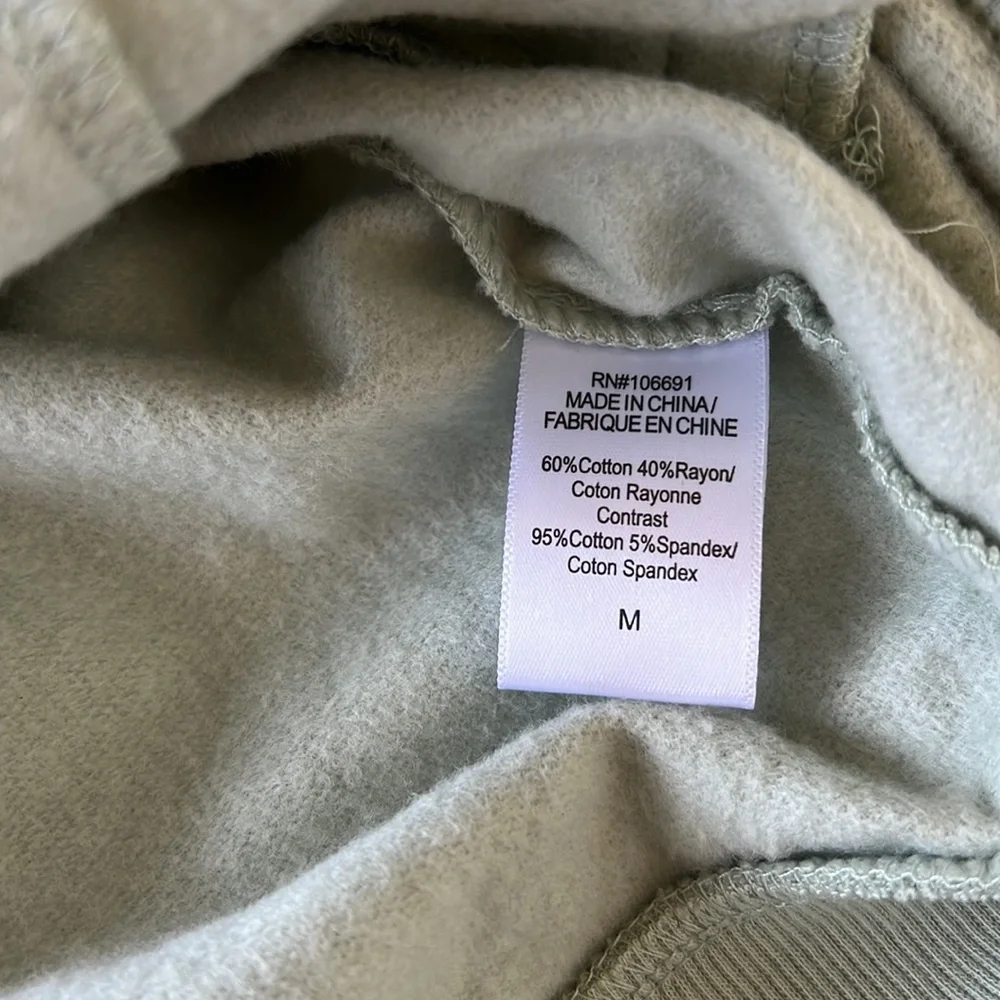 RN#106691
MADE IN CHINA/
FABRIQUE EN CHINE
60%Cotton 40%Rayon/
Coton Rayonne
Contrast
95%Cotton 5%Spandex/
Coton Spandex
M